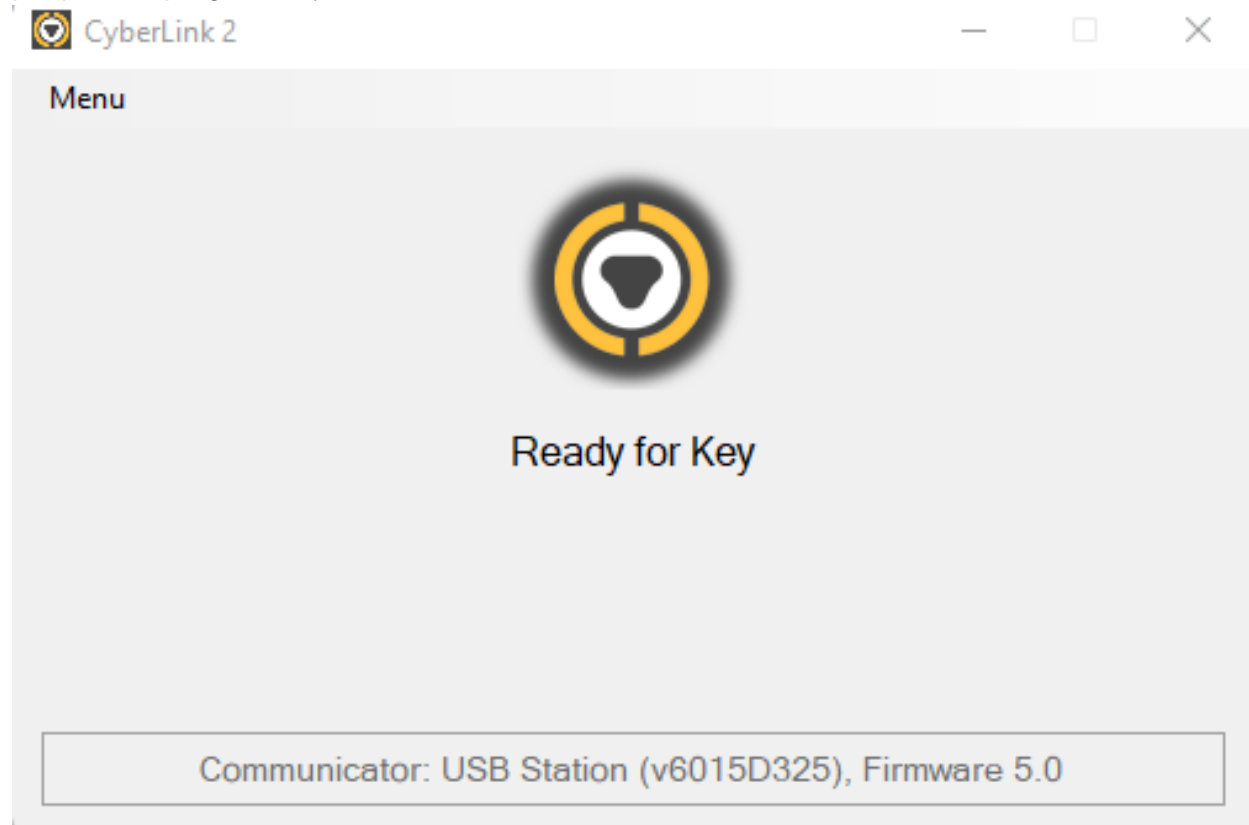 CyberLink 2
Menu
Ready for Key
Communicator: USB Station (v6015D325), Firmware 5.0